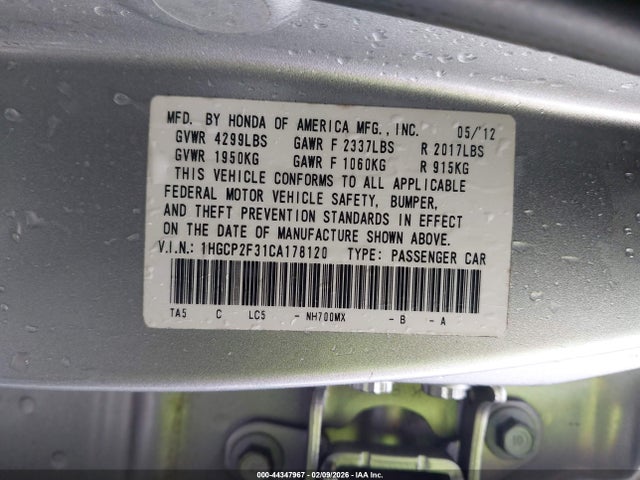 MFD. BY HONDA OF AMERICA MFG., INC. 05/'12
GVWR 4299LBS GAWR F 2337LBS R 2017LBS
GVWR 1950KG GAWR F 1060KG R 915KG
THIS VEHICLE CONFORMS TO ALL APPLICABLE
FEDERAL MOTOR VEHICLE SAFETY, BUMPER,
AND THEFT PREVENTION STANDARDS IN EFFECT
ON THE DATE OF MANUFACTURE SHOWN ABOVE.
V.I.N.: 1HGCP2F31CA178120 TYPE: PASSENGER CAR
TA5 C LC5 - NH700MX - B - A
10
000-44347967 - 02/09/2026 - IAA Inc.